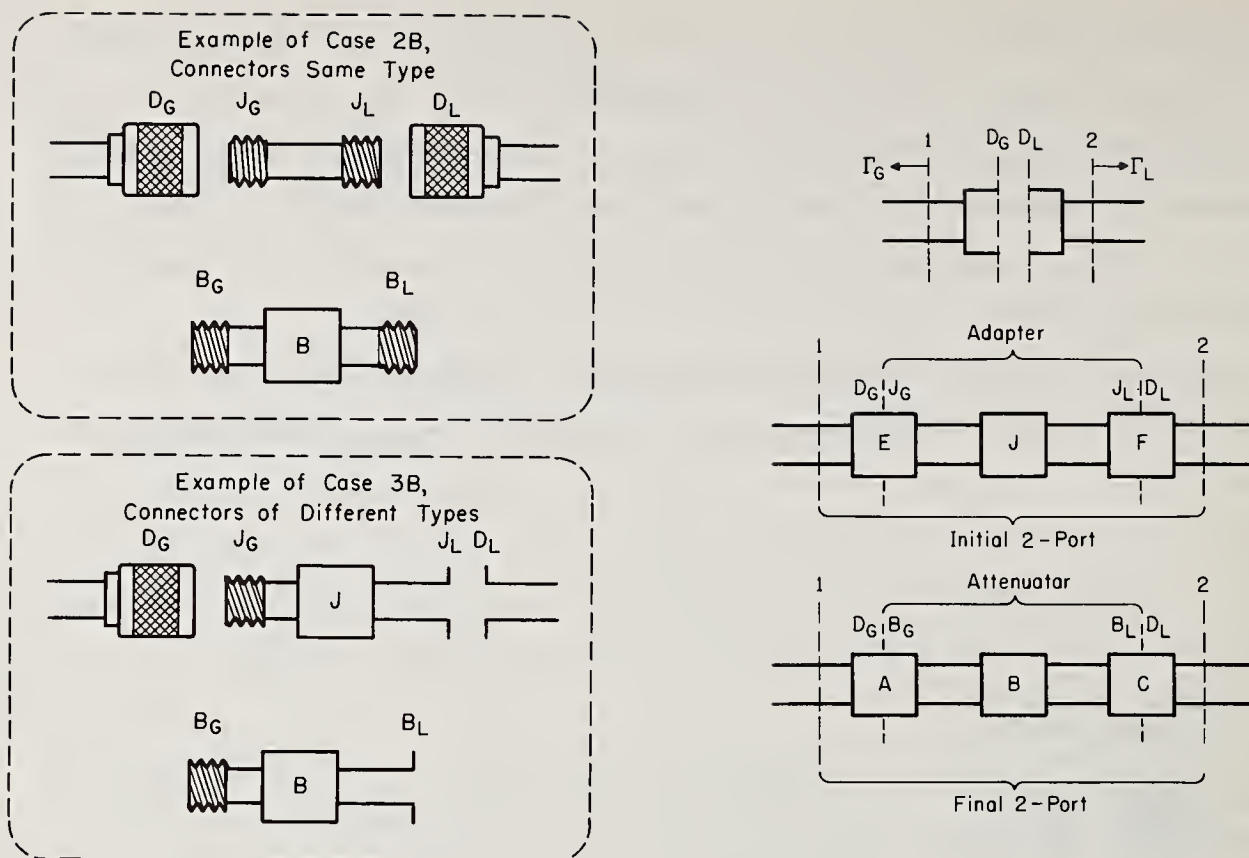 Example of Case 2B,
Connectors Same Type
D_G J_G J_L D_L
B_G B_L
B
Example of Case 3B,
Connectors of Different Types
D_G J_G J_L D_L
J
B_G B_L
B
1 D_G D_L 2
Γ_G Γ_L
Adapter
1 2
D_G J_G J_L D_L
E J F
Initial 2-Port
Attenuator
1 2
D_G B_G B_L D_L
A B C
Final 2-Port